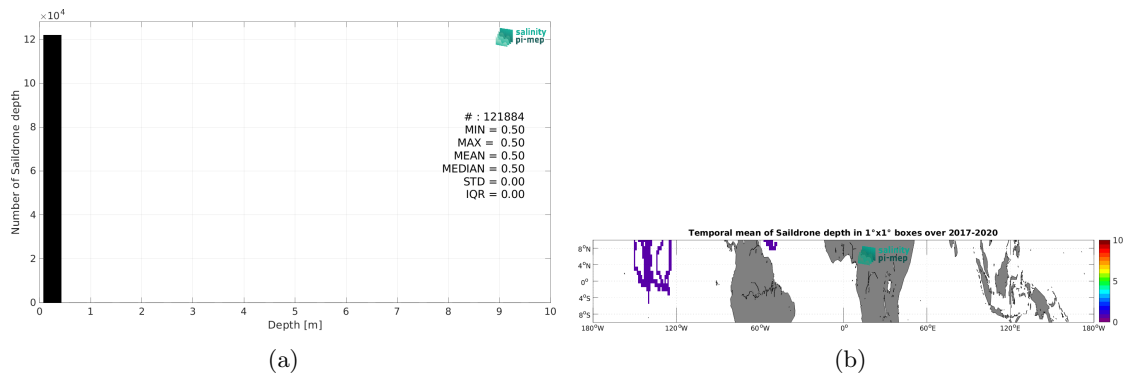 ×10⁴
12
10
8
6
4
2
0
Number of Saildrone depth
0 1 2 3 4 5 6 7 8 9 10
Depth [m]
salinity
pi-mep
# : 121884
MIN = 0.50
MAX = 0.50
MEAN = 0.50
MEDIAN = 0.50
STD = 0.00
IQR = 0.00
(a)
Temporal mean of Saildrone depth in 1°x1° boxes over 2017-2020
8°N
4°N
0°
4°S
8°S
180°W 120°W 60°W 0° 60°E 120°E 180°W
salinity
pi-mep
10
5
0
(b)